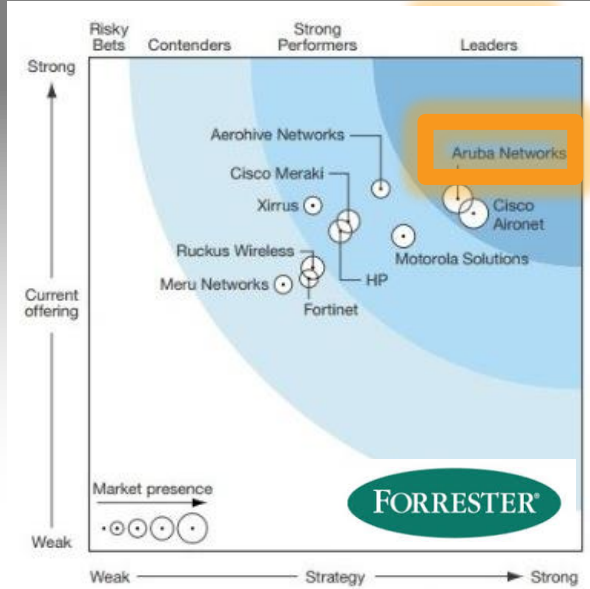 Risky
Bets
Contenders
Strong
Performers
Leaders
Strong
Aerohive Networks
Aruba Networks
Cisco Meraki
Xirrus
Cisco
Aironet
Ruckus Wireless
Motorola Solutions
Meru Networks
HP
Current
offering
Fortinet
Market presence
FORRESTER®
Weak
Weak
Strategy
Strong